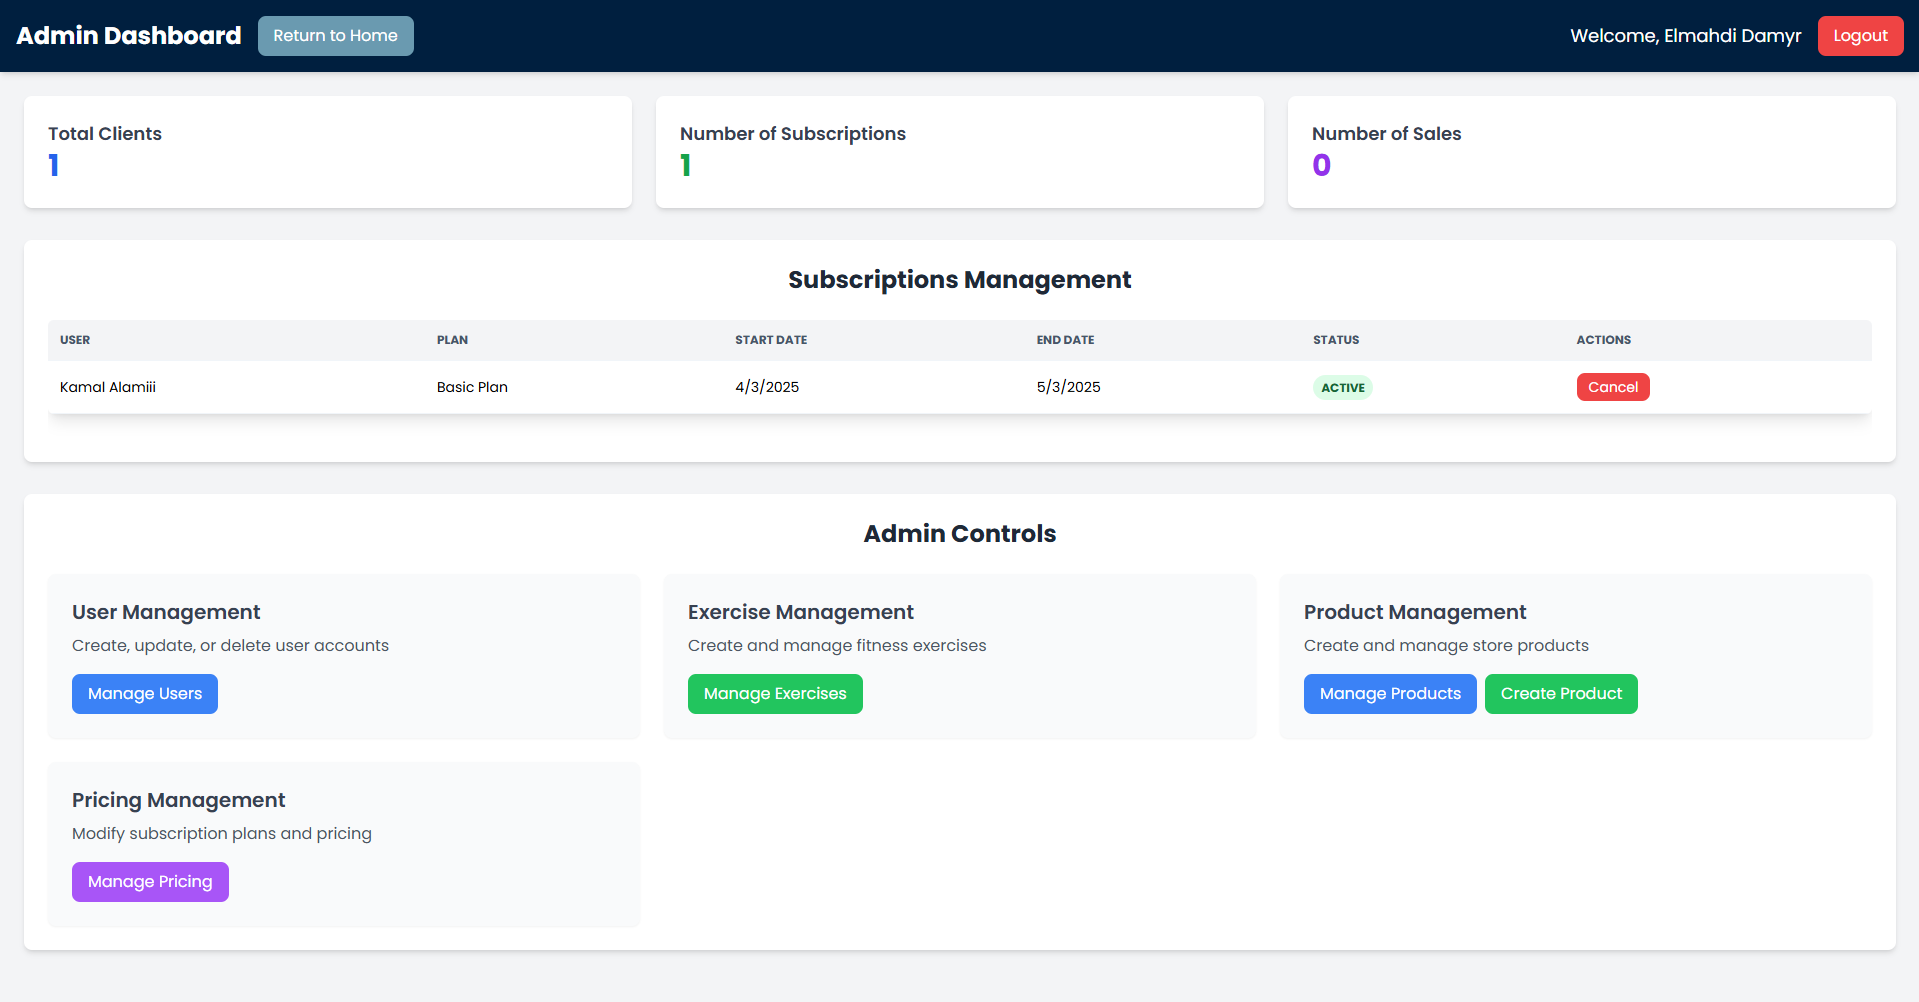 Admin Dashboard Return to Home Welcome, Elmahdi Damyr Logout
Total Clients
1
Number of Subscriptions
1
Number of Sales
0
Subscriptions Management
USER PLAN START DATE END DATE STATUS ACTIONS
Kamal Alamiii Basic Plan 4/3/2025 5/3/2025 ACTIVE Cancel
Admin Controls
User Management
Create, update, or delete user accounts
Manage Users
Exercise Management
Create and manage fitness exercises
Manage Exercises
Product Management
Create and manage store products
Manage Products Create Product
Pricing Management
Modify subscription plans and pricing
Manage Pricing